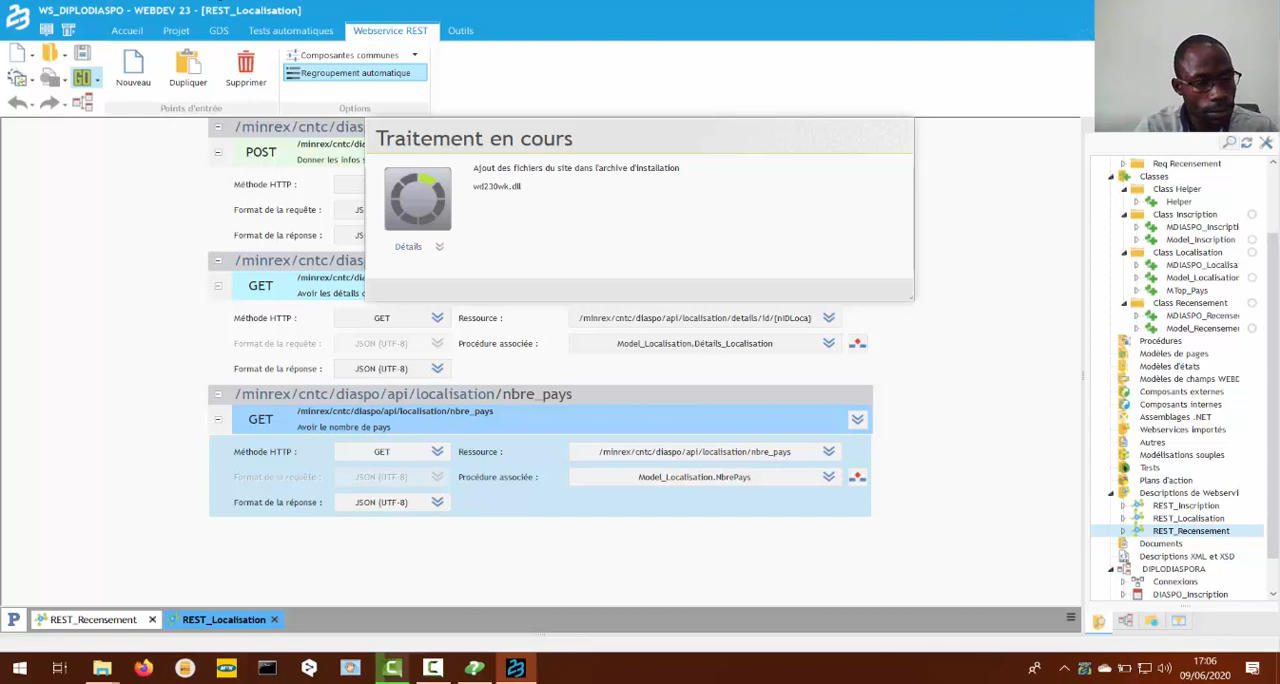 WS_DIPLODIASPO - WEBDEV 23 - [REST_Localisation]
Accueil
Projet
GDS
Tests automatiques
Webservice REST
Outils
Nouveau
Dupliquer
Supprimer
Composantes communes
Regroupement automatique
Points d'entrée
Options
GO
/minrex/cntc/dias
POST
/minrex/cntc/dia
Donner les infos s
Méthode HTTP :
Format de la requête :
JS
Format de la réponse :
JS
Traitement en cours
Ajout des fichiers du site dans l'archive d'installation
wd230wk.dll
Détails
/minrex/cntc/dias
GET
/minrex/cntc/dia
Avoir les détails d
Méthode HTTP :
GET
Ressource :
/minrex/cntc/diaspo/api/localisation/details/id/{nIDLoca}
Format de la requête :
JSON (UTF-8)
Procédure associée :
Model_Localisation.Détails_Localisation
Format de la réponse :
JSON (UTF-8)
/minrex/cntc/diaspo/api/localisation/nbre_pays
GET
/minrex/cntc/diaspo/api/localisation/nbre_pays
Avoir le nombre de pays
Méthode HTTP :
GET
Ressource :
/minrex/cntc/diaspo/api/localisation/nbre_pays
Format de la requête :
JSON (UTF-8)
Procédure associée :
Model_Localisation.NbrePays
Format de la réponse :
JSON (UTF-8)
Req Recensement
Classes
Class Helper
Helper
Class Inscription
MDIASPO_Inscripti
Model_Inscription
Class Localisation
MDIASPO_Localisa
Model_Localisation
MTop_Pays
Class Recensement
MDIASPO_Recense
Model_Recensemer
Procédures
Modèles de pages
Modèles d'états
Modèles de champs WEBD
Composants externes
Composants internes
Assemblages .NET
Webservices importés
Autres
Modélisations souples
Tests
Plans d'action
Descriptions de Webservi
REST_Inscription
REST_Localisation
REST_Recensement
Documents
Descriptions XML et XSD
DIPLODIASPORA
Connexions
DIASPO_Inscription
REST_Recensement
REST_Localisation
17:06
09/06/2020